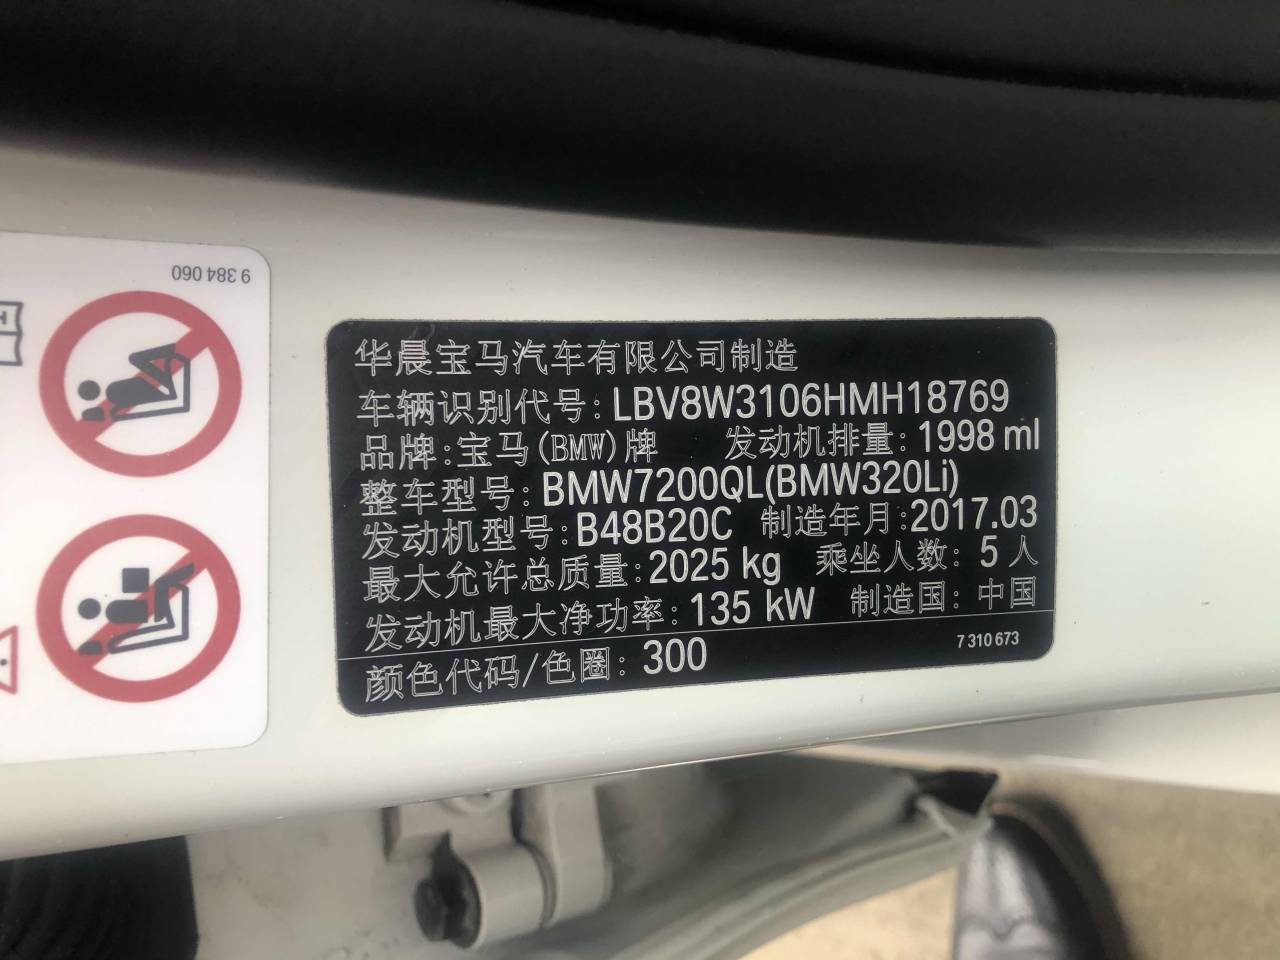 9 384 060
华晨宝马汽车有限公司制造
车辆识别代号: LBV8W3106HMH18769
品牌:宝马(BMW)牌 发动机排量: 1998 ml
整车型号: BMW7200QL(BMW320Li)
发动机型号: B48B20C 制造年月:2017.03
最大允许总质量: 2025 kg 乘坐人数: 5 人
发动机最大净功率: 135 kW 制造国: 中国
颜色代码/色圈: 300 7 310 673